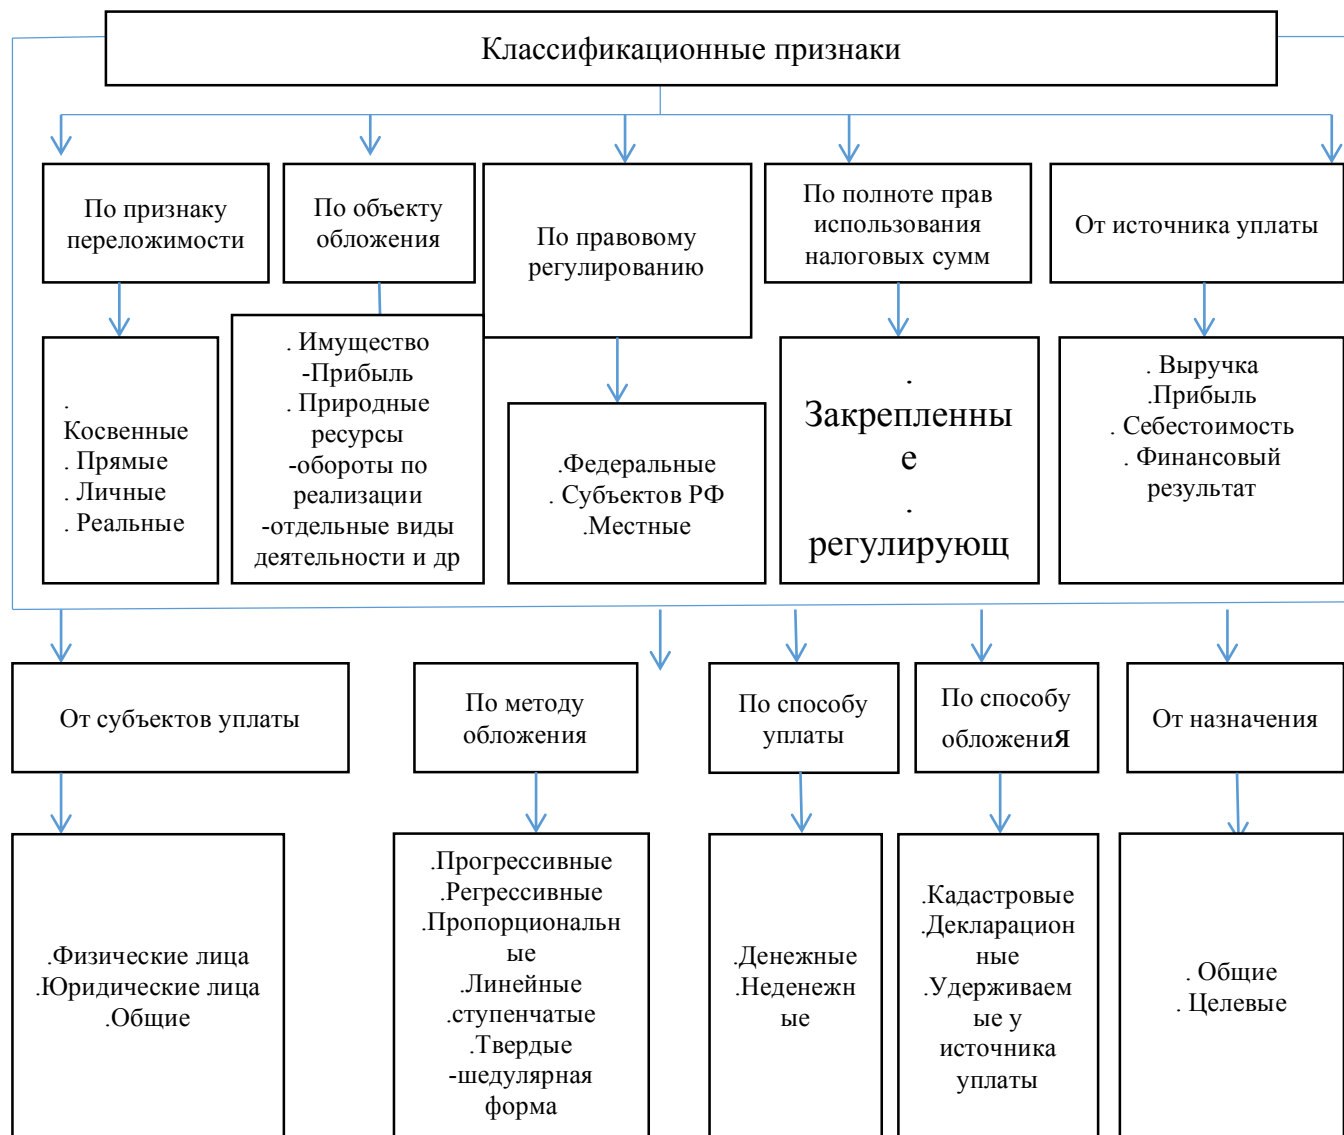 Классификационные признаки
По признаку
переложимости
По объекту
обложения
По правовому
регулированию
По полноте прав
использования
налоговых сумм
От источника уплаты
.
Косвенные
. Прямые
. Личные
. Реальные
. Имущество
-Прибыль
. Природные
ресурсы
-обороты по
реализации
-отдельные виды
деятельности и др
.Федеральные
. Субъектов РФ
.Местные
.
Закрепленны
е
.
регулирующ
. Выручка
.Прибыль
. Себестоимость
. Финансовый
результат
От субъектов уплаты
По методу
обложения
По способу
уплаты
По способу
обложения
От назначения
.Физические лица
.Юридические лица
.Общие
.Прогрессивные
.Регрессивные
.Пропорциональн
ые
.Линейные
.ступенчатые
.Твердые
-шедулярная
форма
.Денежные
.Неденежн
ые
.Кадастровые
.Декларацион
ные
.Удерживаем
ые у
источника
уплаты
. Общие
. Целевые